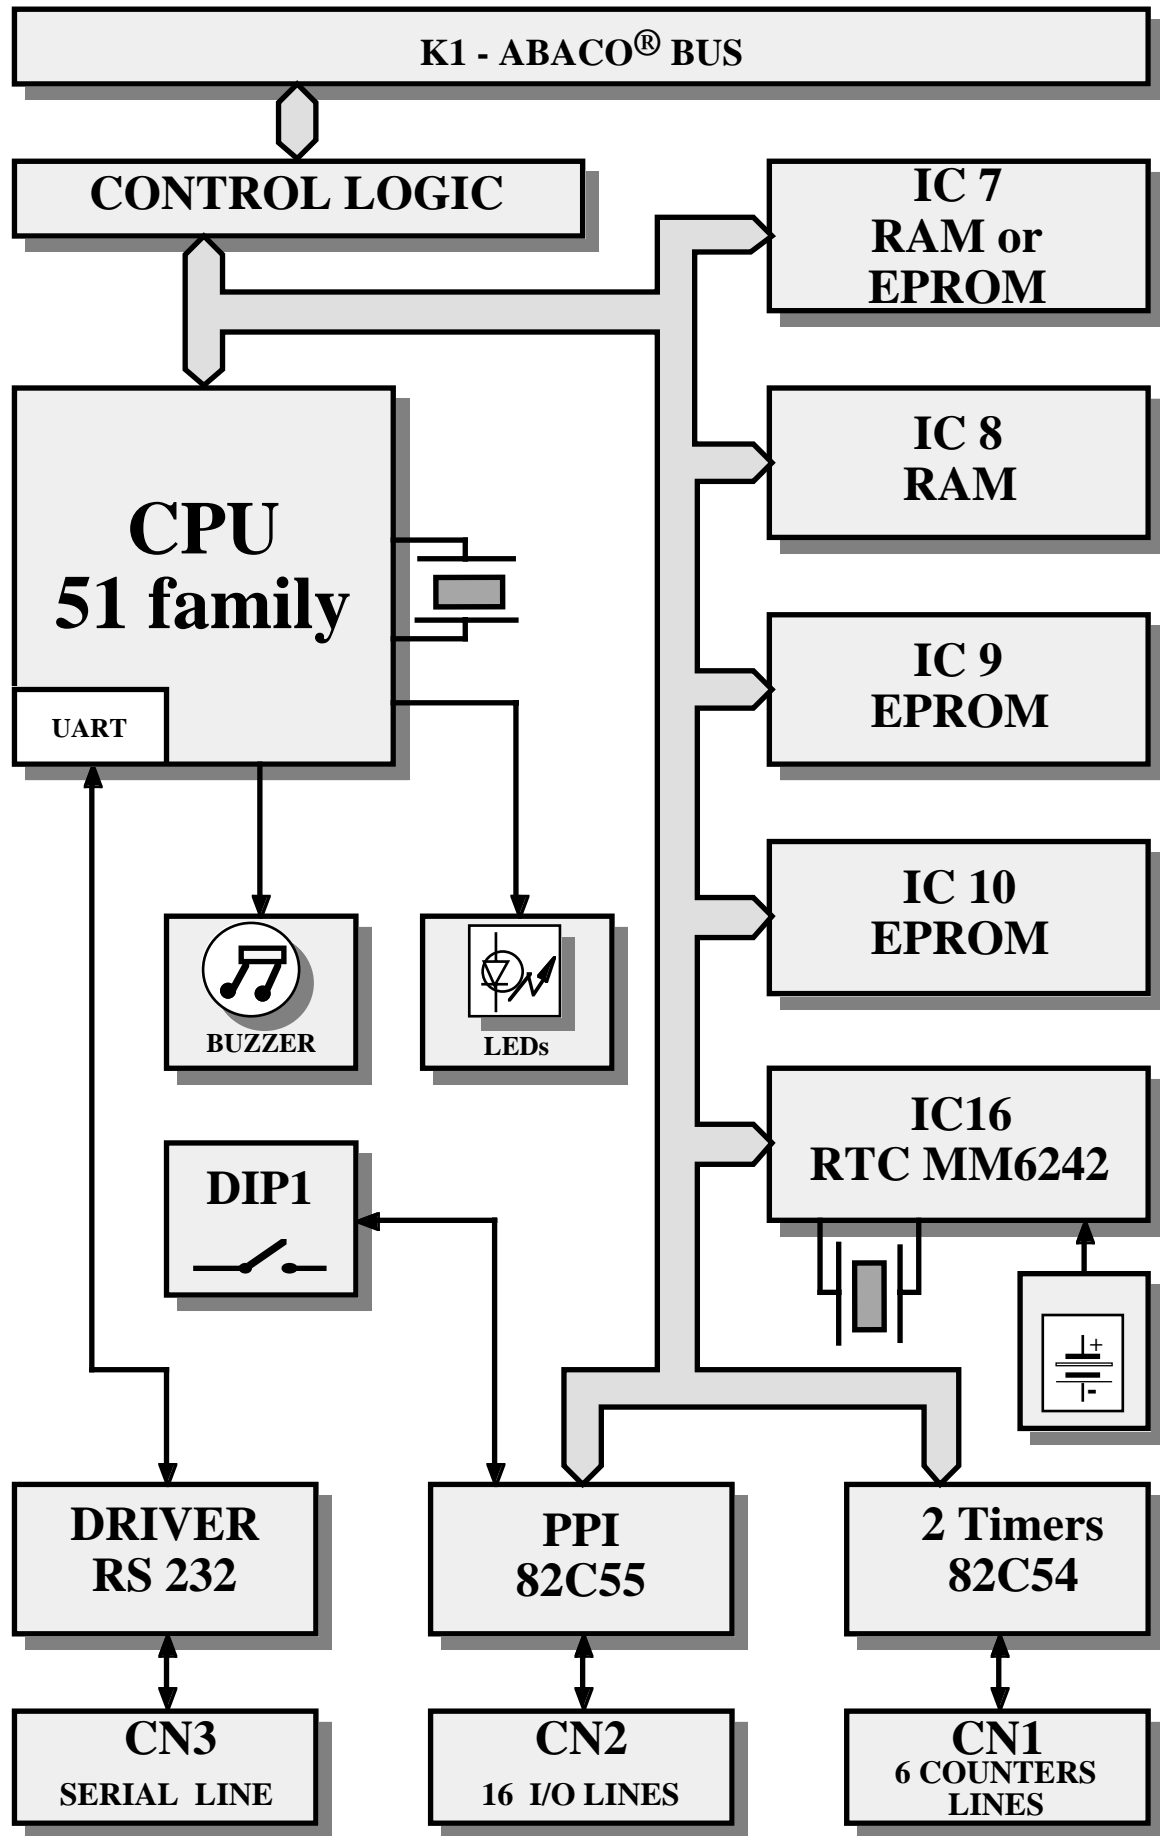 K1 - ABACO® BUS
CONTROL LOGIC
IC 7
RAM or
EPROM
IC 8
RAM
CPU
51 family
UART
IC 9
EPROM
IC 10
EPROM
BUZZER
LEDs
IC16
RTC MM6242
DIP1
+
-
DRIVER
RS 232
PPI
82C55
2 Timers
82C54
CN3
SERIAL LINE
CN2
16 I/O LINES
CN1
6 COUNTERS
LINES